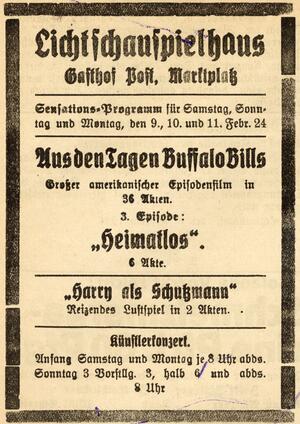 Lichtschauspielhaus
Gasthof Post, Marktplatz
Sensations-Programm für Samstag, Sonn-
tag und Montag, den 9., 10. und 11. Febr. 24
Aus den Tagen Buffalo Bills
Großer amerikanischer Episodenfilm in
36 Akten.
3. Episode:
„Heimatlos“.
6 Akte.
„Harry als Schutzmann“
Reizendes Lustspiel in 2 Akten.
Künstlerkonzert.
Anfang Samstag und Montag je 8 Uhr abds.
Sonntag 3 Vorstllg. 3, halb 6 und abds.
8 Uhr